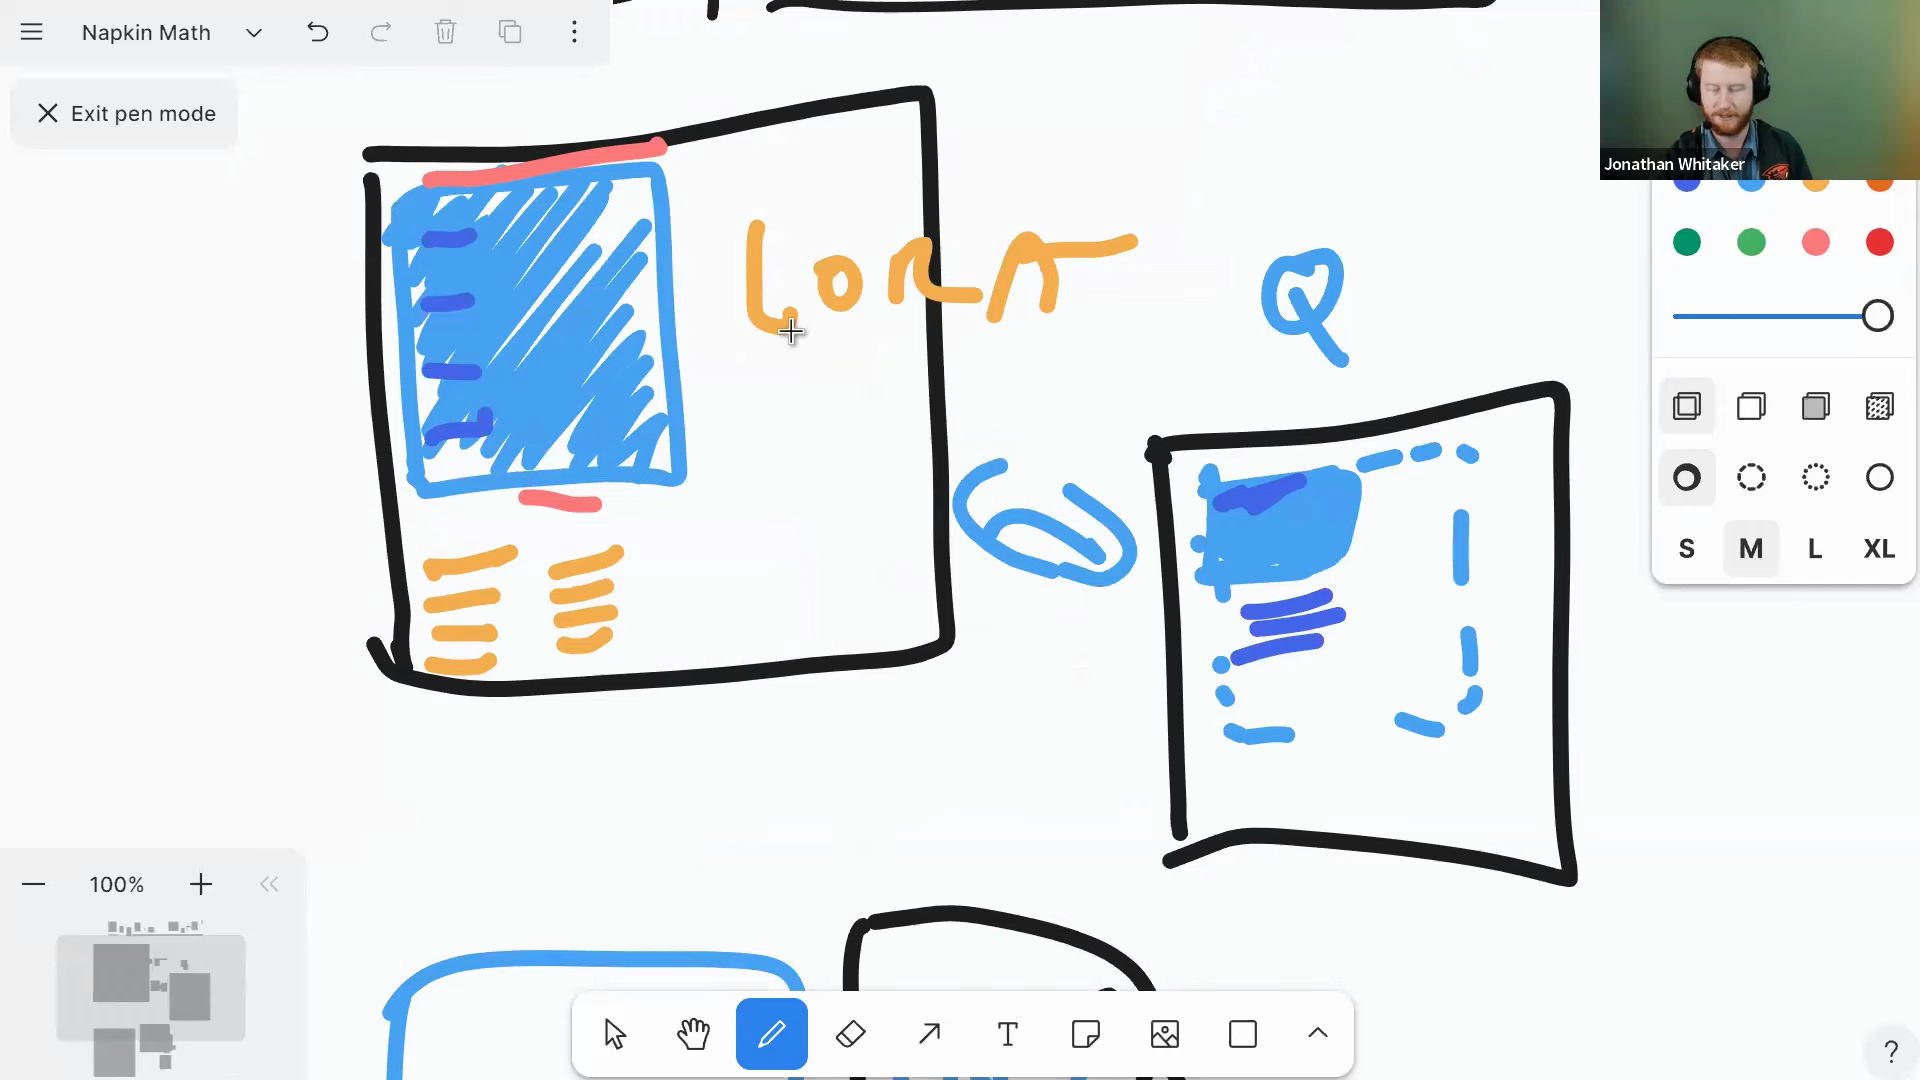 Napkin Math
Exit pen mode
Jonathan Whitaker
LoRA
Q
S M L XL
100%
T
?